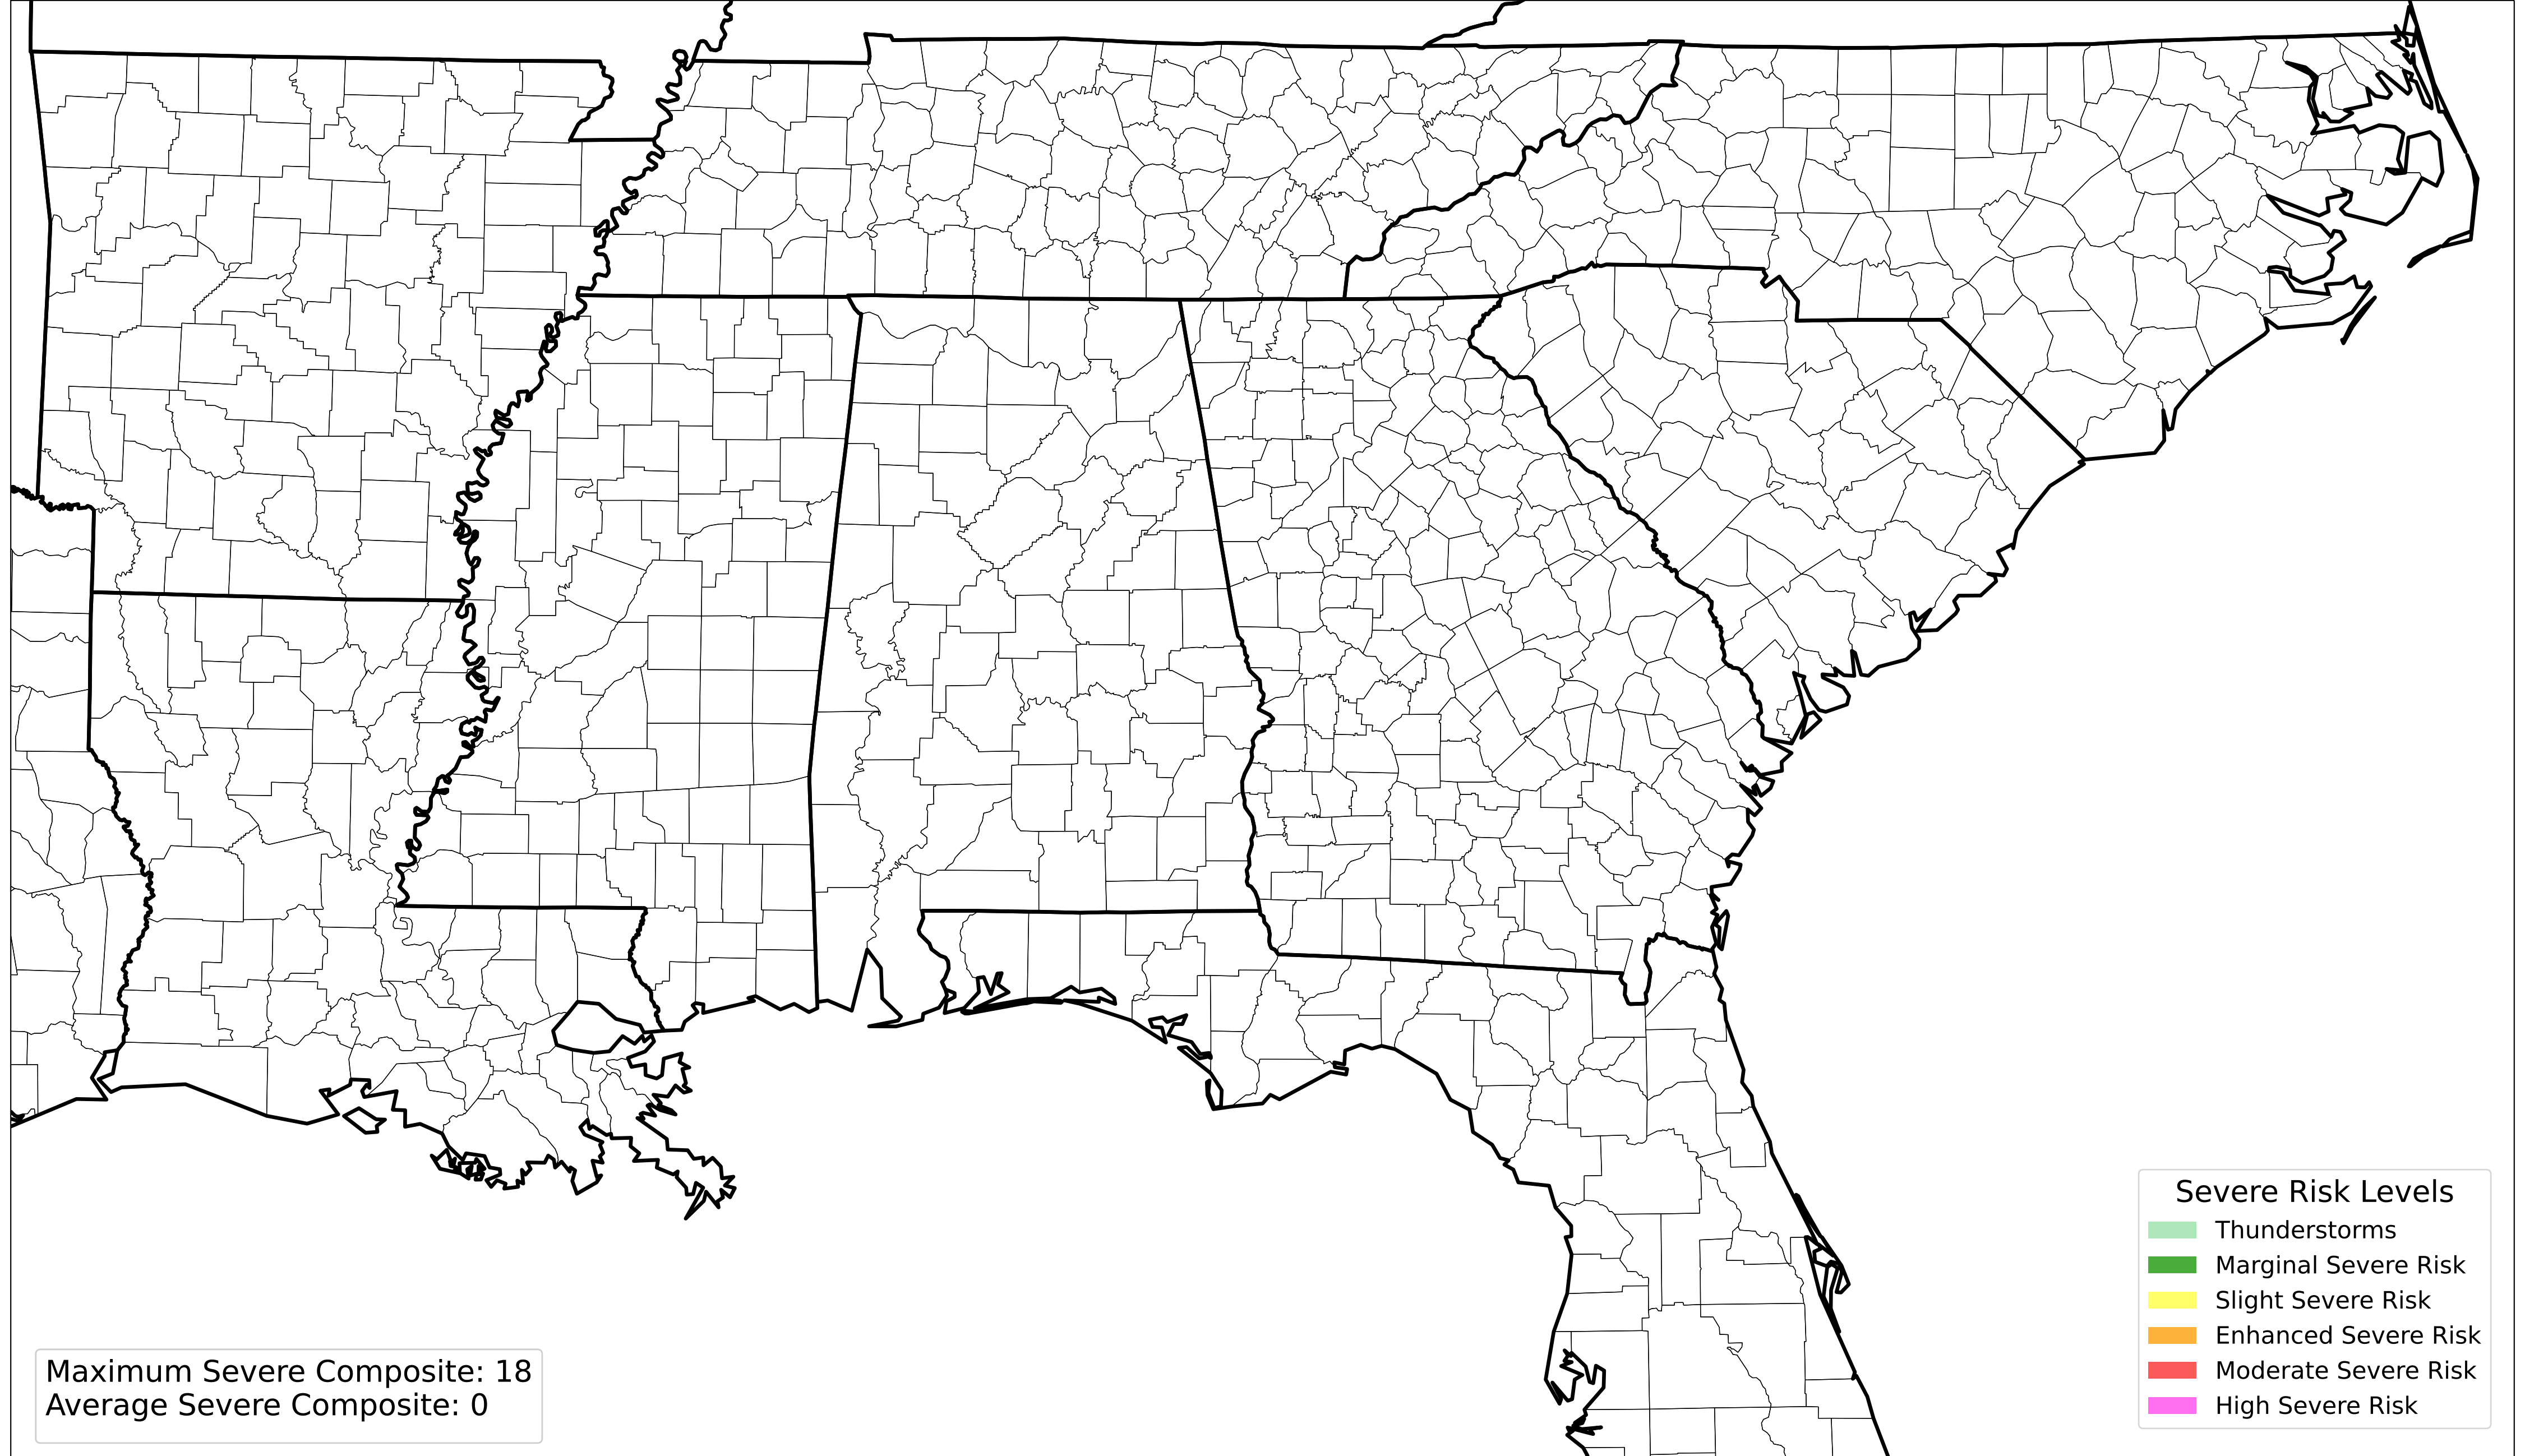 Severe Risk Levels
Thunderstorms
Marginal Severe Risk
Slight Severe Risk
Enhanced Severe Risk
Moderate Severe Risk
High Severe Risk
Maximum Severe Composite: 18
Average Severe Composite: 0